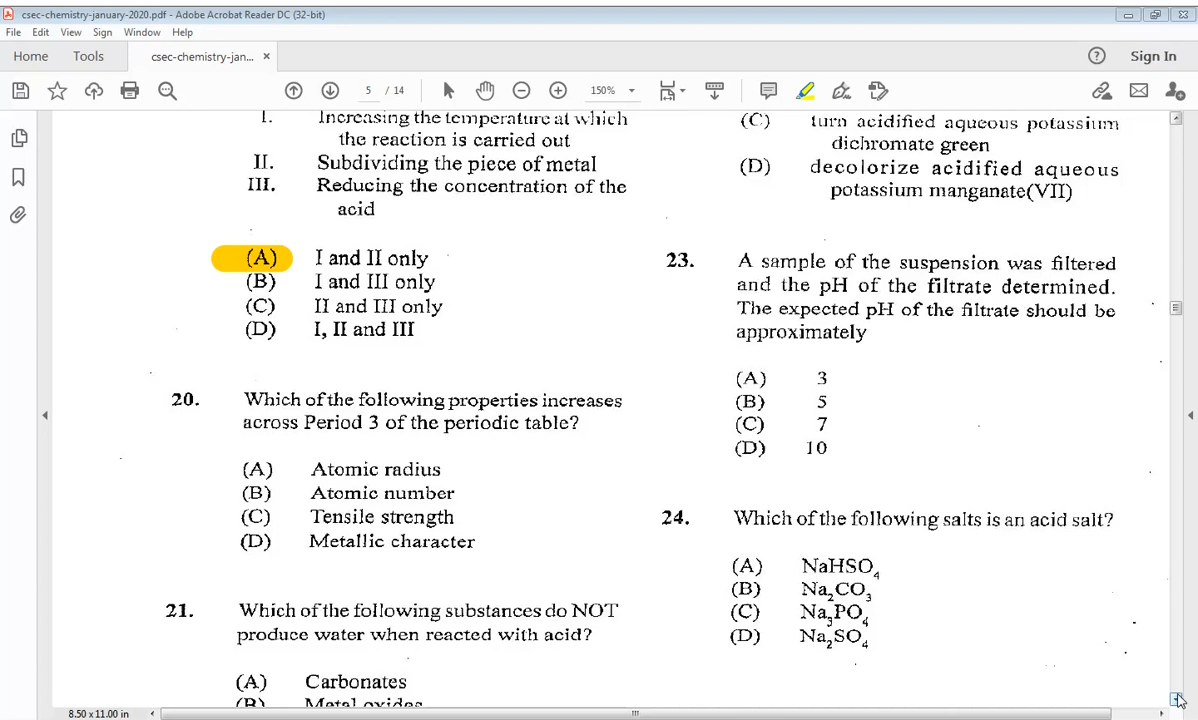 csec-chemistry-january-2020.pdf - Adobe Acrobat Reader DC (32-bit)
File Edit View Sign Window Help
Home Tools csec-chemistry-jan... × Sign In
5 / 14 150%
I. Increasing the temperature at which
the reaction is carried out
II. Subdividing the piece of metal
III. Reducing the concentration of the
acid
(A) I and II only
(B) I and III only
(C) II and III only
(D) I, II and III
20. Which of the following properties increases
across Period 3 of the periodic table?
(A) Atomic radius
(B) Atomic number
(C) Tensile strength
(D) Metallic character
21. Which of the following substances do NOT
produce water when reacted with acid?
(A) Carbonates
(B) Metal oxides
(C) turn acidified aqueous potassium
dichromate green
(D) decolorize acidified aqueous
potassium manganate(VII)
23. A sample of the suspension was filtered
and the pH of the filtrate determined.
The expected pH of the filtrate should be
approximately
(A) 3
(B) 5
(C) 7
(D) 10
24. Which of the following salts is an acid salt?
(A) NaHSO₄
(B) Na₂CO₃
(C) Na₃PO₄
(D) Na₂SO₄
8.50 x 11.00 in